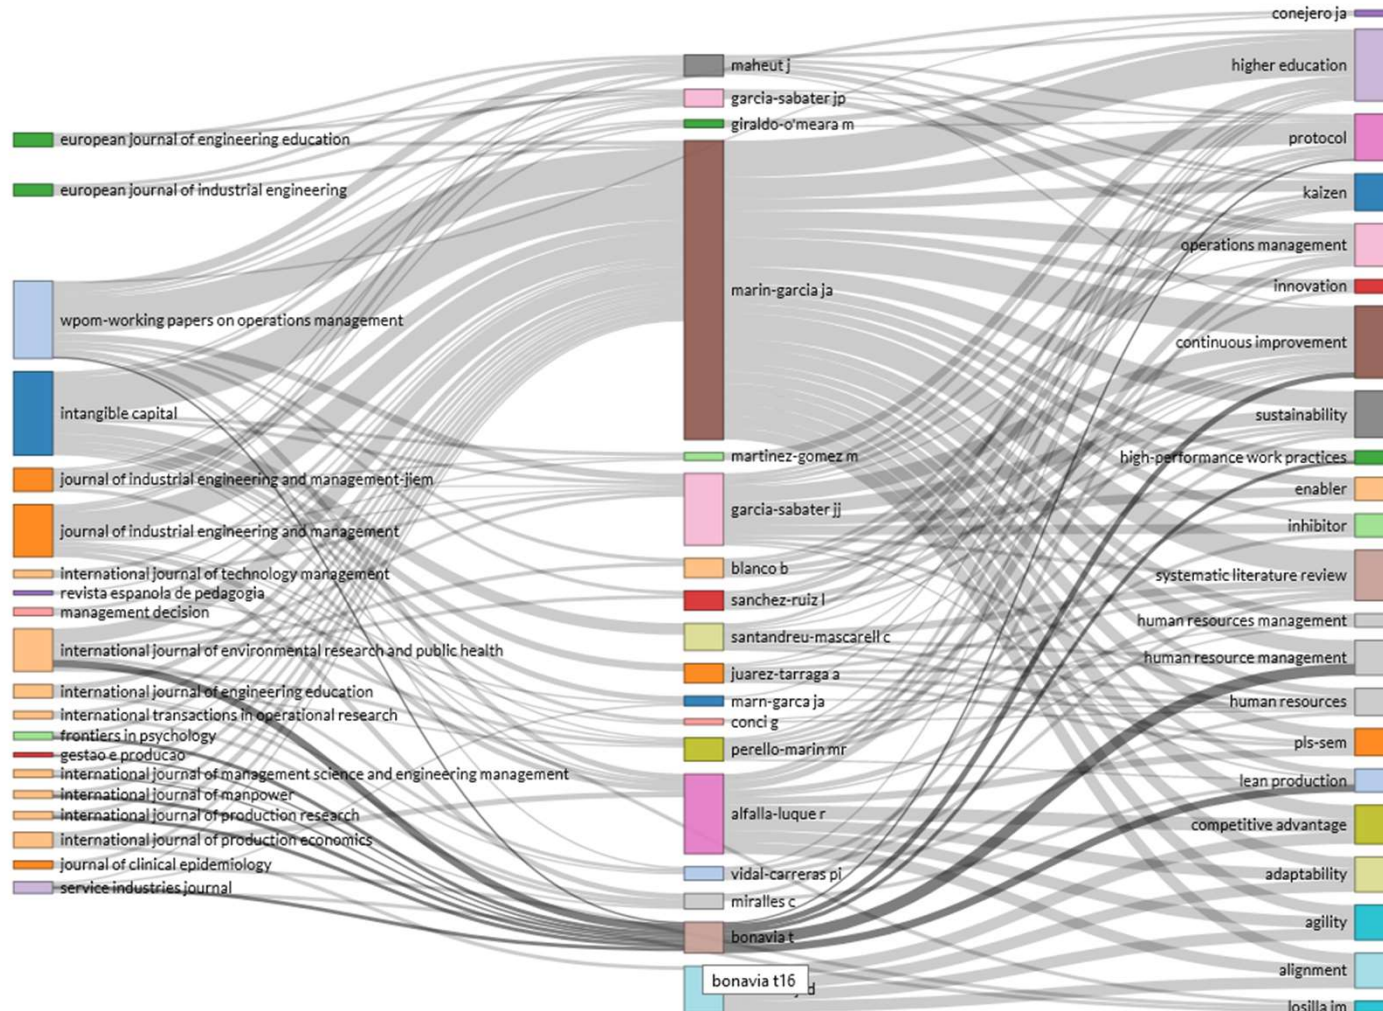 european journal of engineering education
european journal of industrial engineering
wpom-working papers on operations management
intangible capital
journal of industrial engineering and management-jiem
journal of industrial engineering and management
international journal of technology management
revista espanola de pedagogia
management decision
international journal of environmental research and public health
international journal of engineering education
international transactions in operational research
frontiers in psychology
gestao e producao
international journal of management science and engineering management
international journal of manpower
international journal of production research
international journal of production economics
journal of clinical epidemiology
service industries journal
maheut j
garcia-sabater jp
giraldo-o'meara m
marin-garcia ja
martinez-gomez m
garcia-sabater jj
blanco b
sanchez-ruiz l
santandreu-mascarell c
juarez-tarraga a
marn-garca ja
conci g
perello-marin mr
alfalla-luque r
vidal-carreras pi
miralles c
bonavia t
bonavia t16
conejero ja
higher education
protocol
kaizen
operations management
innovation
continuous improvement
sustainability
high-performance work practices
enabler
inhibitor
systematic literature review
human resources management
human resource management
human resources
pls-sem
lean production
competitive advantage
adaptability
agility
alignment
losilla jm